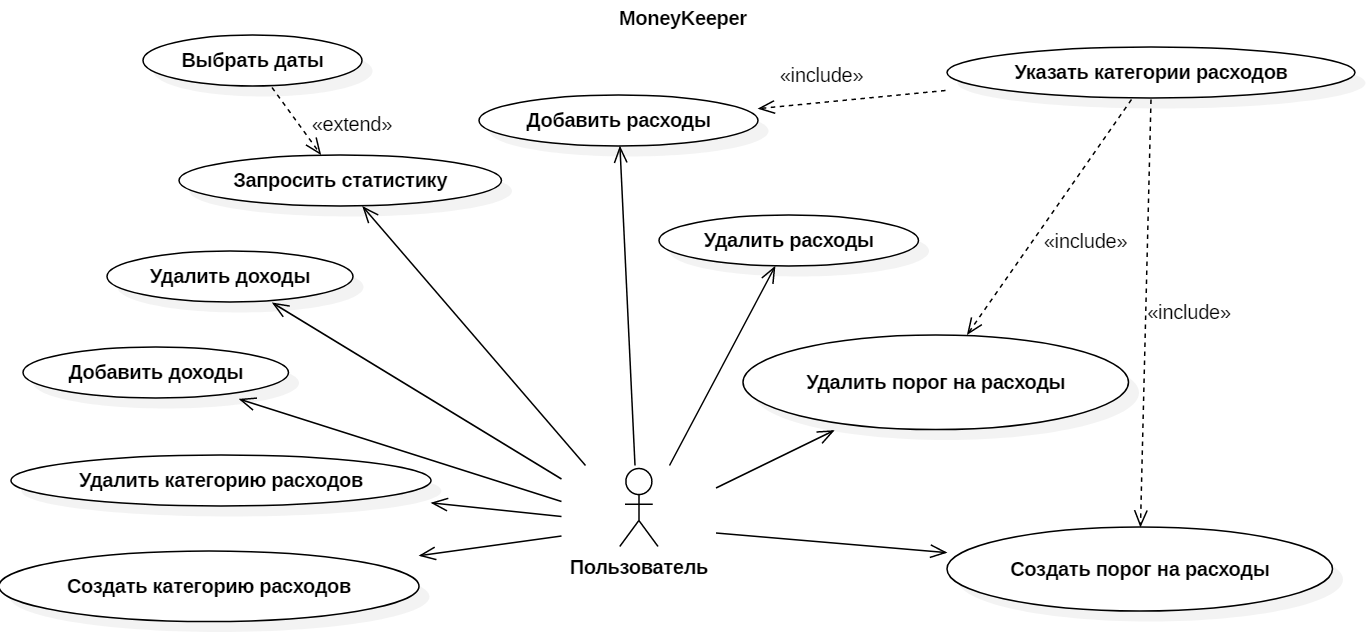 MoneyKeeper
Выбрать даты
Указать категории расходов
«include»
Добавить расходы
«extend»
Запросить статистику
Удалить расходы
«include»
Удалить доходы
«include»
Добавить доходы
Удалить порог на расходы
Удалить категорию расходов
Пользователь
Создать порог на расходы
Создать категорию расходов